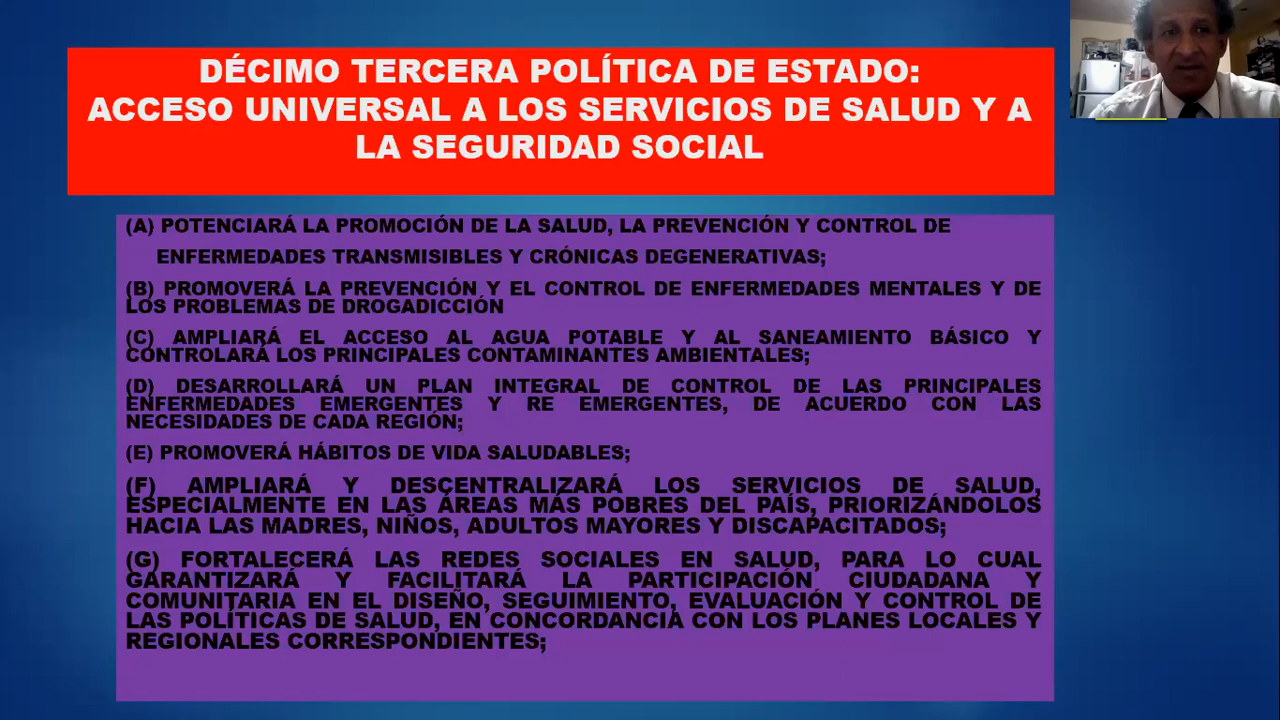 DÉCIMO TERCERA POLÍTICA DE ESTADO:
ACCESO UNIVERSAL A LOS SERVICIOS DE SALUD Y A
LA SEGURIDAD SOCIAL
(A) POTENCIARÁ LA PROMOCIÓN DE LA SALUD, LA PREVENCIÓN Y CONTROL DE
ENFERMEDADES TRANSMISIBLES Y CRÓNICAS DEGENERATIVAS;
(B) PROMOVERÁ LA PREVENCIÓN Y EL CONTROL DE ENFERMEDADES MENTALES Y DE
LOS PROBLEMAS DE DROGADICCIÓN
(C) AMPLIARÁ EL ACCESO AL AGUA POTABLE Y AL SANEAMIENTO BÁSICO Y
CONTROLARÁ LOS PRINCIPALES CONTAMINANTES AMBIENTALES;
(D) DESARROLLARÁ UN PLAN INTEGRAL DE CONTROL DE LAS PRINCIPALES
ENFERMEDADES EMERGENTES Y RE EMERGENTES, DE ACUERDO CON LAS
NECESIDADES DE CADA REGIÓN;
(E) PROMOVERÁ HÁBITOS DE VIDA SALUDABLES;
(F) AMPLIARÁ Y DESCENTRALIZARÁ LOS SERVICIOS DE SALUD,
ESPECIALMENTE EN LAS ÁREAS MÁS POBRES DEL PAÍS, PRIORIZÁNDOLOS
HACIA LAS MADRES, NIÑOS, ADULTOS MAYORES Y DISCAPACITADOS;
(G) FORTALECERÁ LAS REDES SOCIALES EN SALUD, PARA LO CUAL
GARANTIZARÁ Y FACILITARÁ LA PARTICIPACIÓN CIUDADANA Y
COMUNITARIA EN EL DISEÑO, SEGUIMIENTO, EVALUACIÓN Y CONTROL DE
LAS POLÍTICAS DE SALUD, EN CONCORDANCIA CON LOS PLANES LOCALES Y
REGIONALES CORRESPONDIENTES;